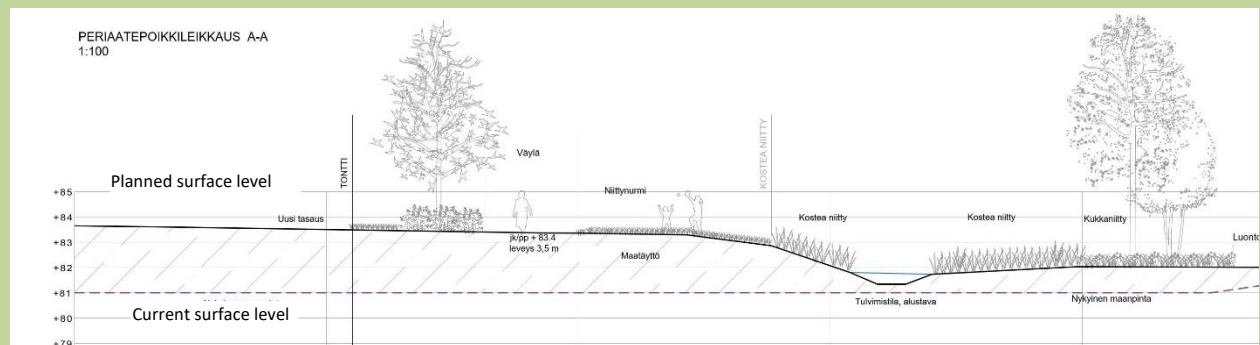 PERIAATEPOIKKILEIKKAUS A-A
1:100
TONTTI
Väylä
KOSTEA NIITTY
Planned surface level
Niittynurmi
+85
+84
Uusi tasaus
Kostea niitty
Kostea niitty
Kukkaniitty
+83
jk/pp + 83.4
leveys 3,5 m
Maatäyttö
Luonto
+82
+81
Tulvimistila, alustava
Nykyinen maanpinta
Current surface level
+80
+79